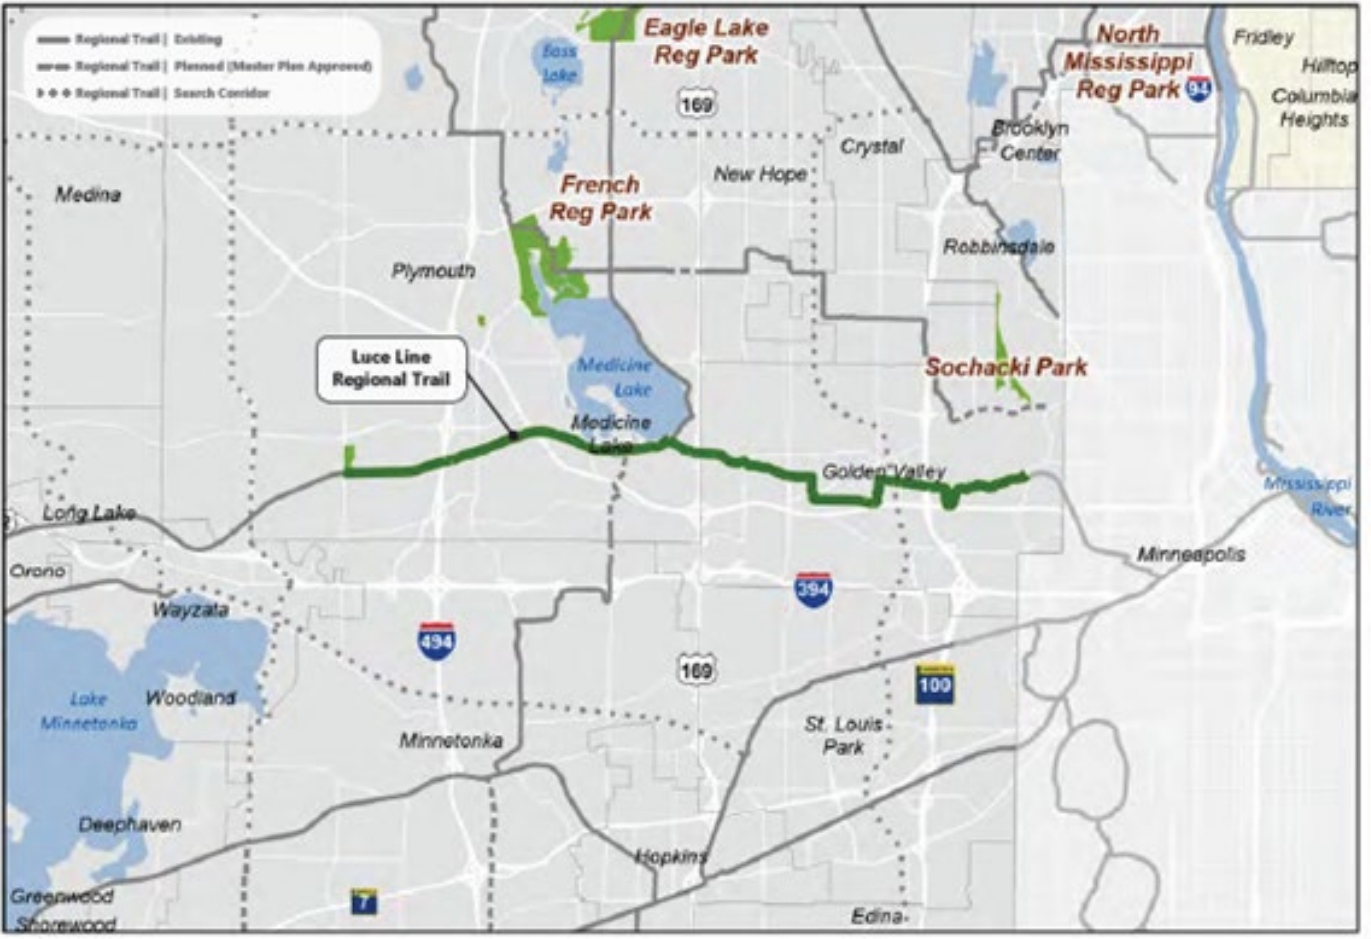 Regional Trail | Existing
Regional Trail | Planned (Master Plan Approved)
Regional Trail | Search Corridor
Eagle Lake
Reg Park
Bass
Lake
169
North
Mississippi
Reg Park
94
Fridley
Hilltop
Columbia
Heights
Brooklyn
Center
Crystal
New Hope
Medina
French
Reg Park
Robbinsdale
Plymouth
Luce Line
Regional Trail
Medicine
Lake
Medicine
Lake
Sochacki Park
Golden Valley
Mississippi
River
Long Lake
Minneapolis
Orono
Wayzata
394
494
169
100
Lake
Minnetonka
Woodland
St. Louis
Park
Minnetonka
Deephaven
Hopkins
Greenwood
7
Shorewood
Edina